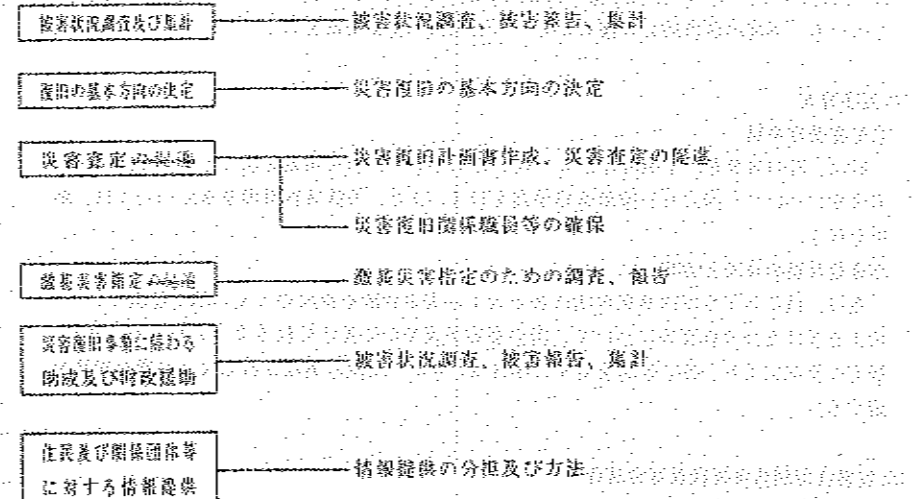 被害状況調査及び集計
被害状況調査、被害報告、集計
復旧の基本方向の決定
災害復旧の基本方向の決定
災害査定の促進
災害復旧計画書作成、災害査定の促進
災害復旧関係職員等の確保
激甚災害指定の促進
激甚災害指定のための調査、報告
災害復旧事業に係わる
助成及び財政援助
被害状況調査、被害報告、集計
住民及び関係団体等
に対する情報提供
情報提供の分担及び方法